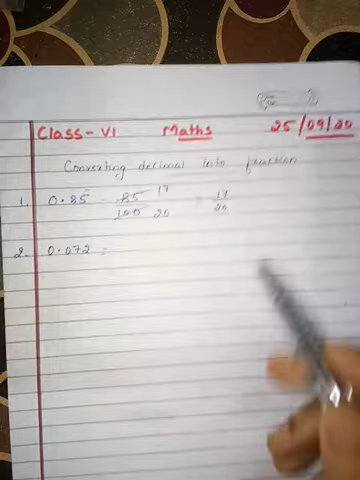 Class-VI Maths 25/09/20
Converting decimal into fraction
1. 0.85 = 85/100 17 20 = 17/20
2. 0.072 =